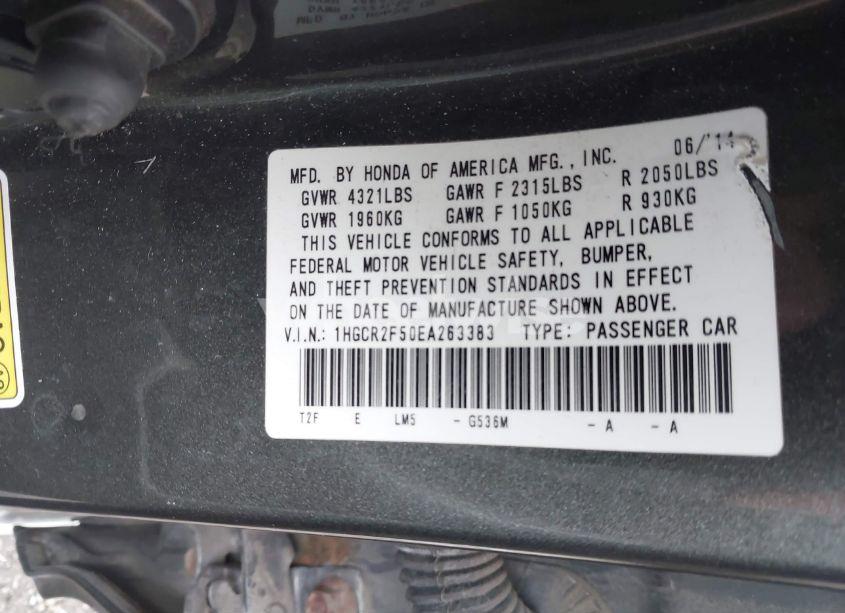 MFD. BY HONDA OF AMERICA MFG., INC. 06/'14
GVWR 4321LBS GAWR F 2315LBS R 2050LBS
GVWR 1960KG GAWR F 1050KG R 930KG
THIS VEHICLE CONFORMS TO ALL APPLICABLE
FEDERAL MOTOR VEHICLE SAFETY, BUMPER,
AND THEFT PREVENTION STANDARDS IN EFFECT
ON THE DATE OF MANUFACTURE SHOWN ABOVE.
V.I.N.: 1HGCR2F50EA263383 TYPE: PASSENGER CAR
T2F E LM5 - G536M - A - A